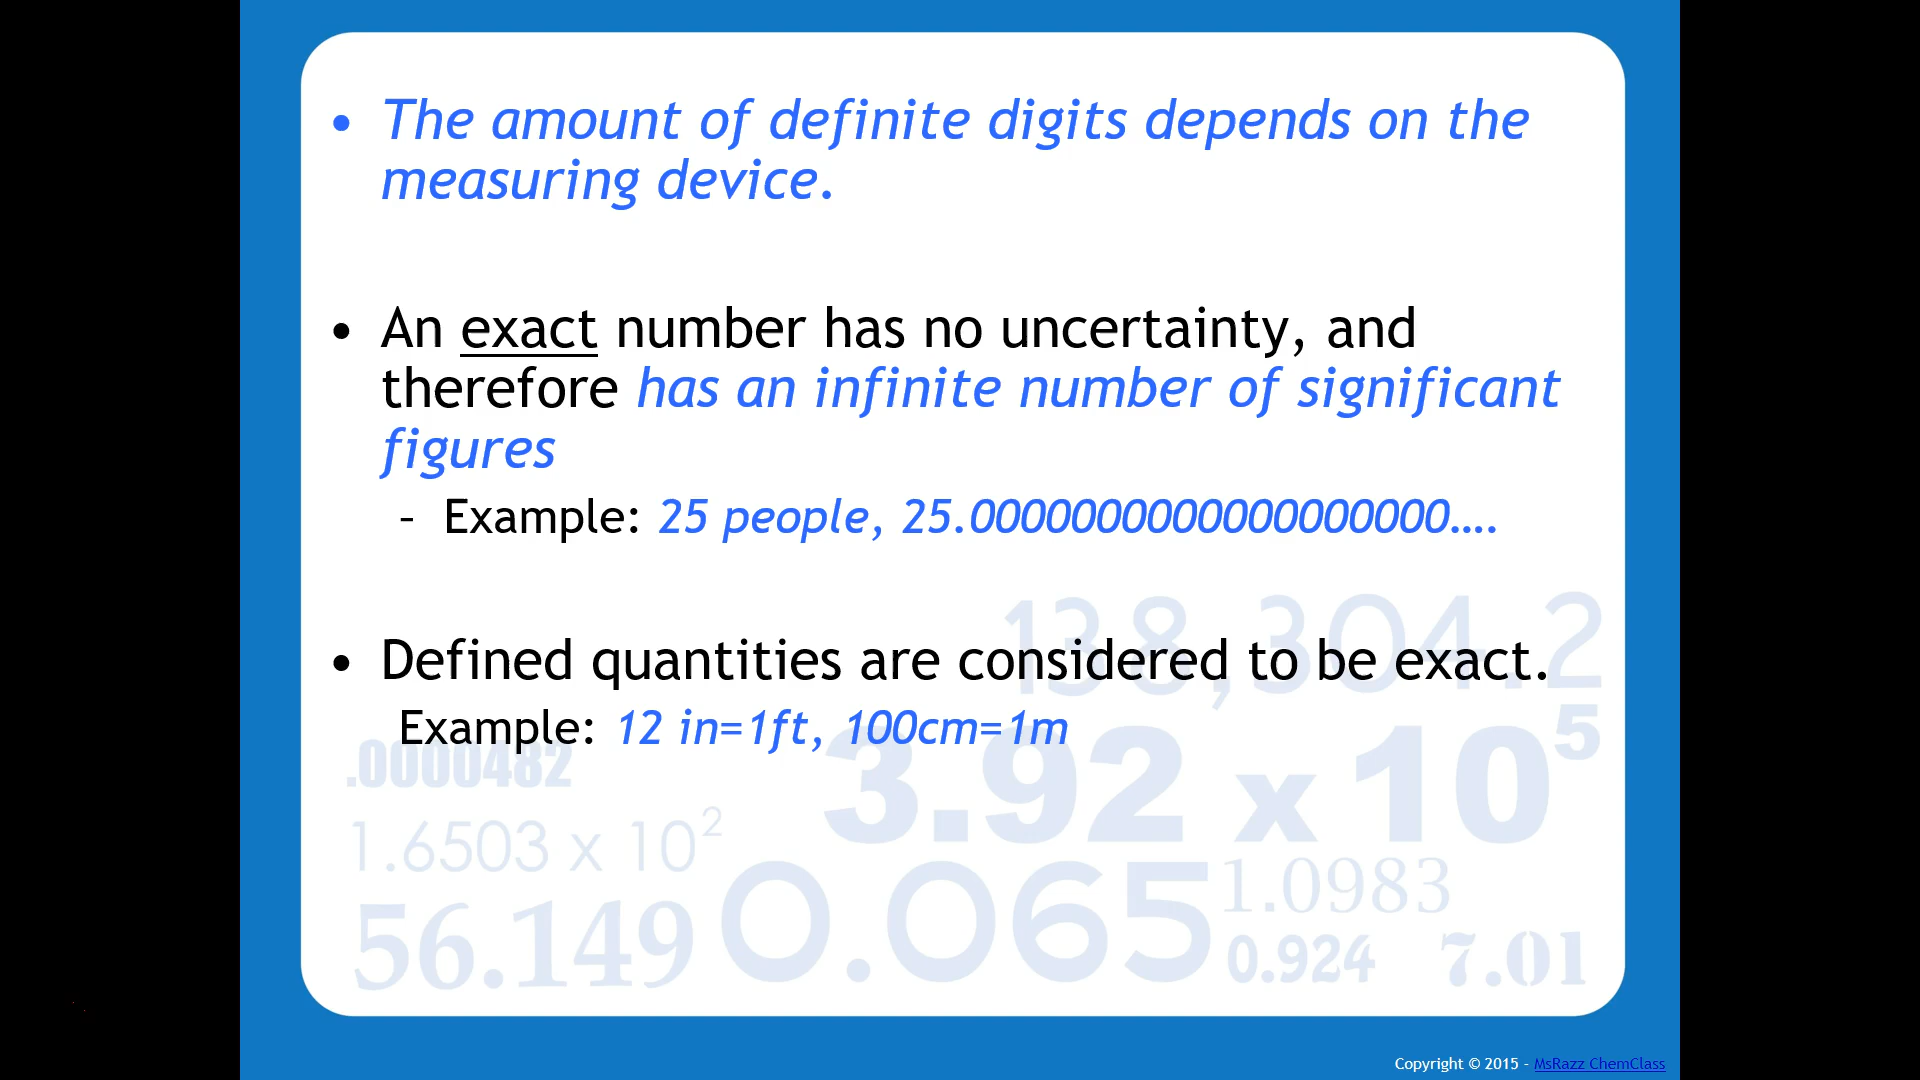 • The amount of definite digits depends on the
measuring device.
• An exact number has no uncertainty, and
therefore has an infinite number of significant
figures
– Example: 25 people, 25.0000000000000000000....
• Defined quantities are considered to be exact.
Example: 12 in=1ft, 100cm=1m
138,304.2
.0000482
3.92 x 10⁵
1.6503 x 10²
56.149
0.065
1.0983
0.924
7.01
Copyright © 2015 - MsRazz ChemClass